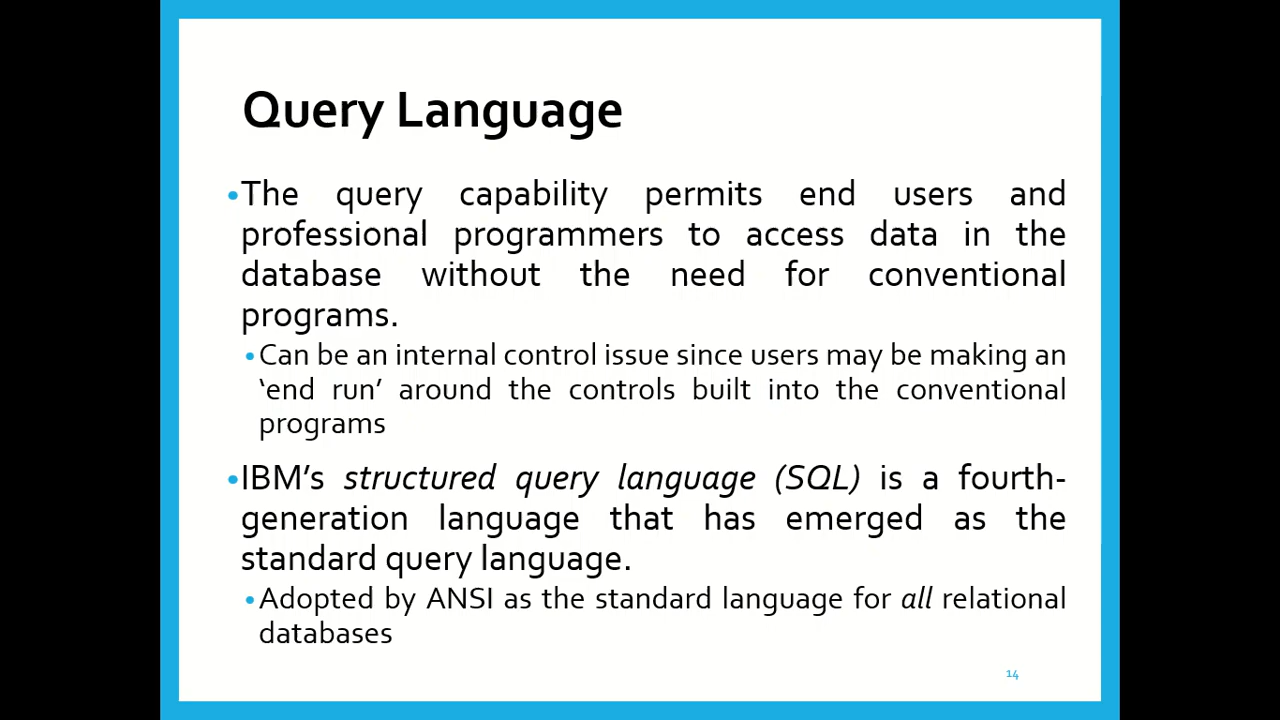 Query Language
•The query capability permits end users and
professional programmers to access data in the
database without the need for conventional
programs.
•Can be an internal control issue since users may be making an
‘end run’ around the controls built into the conventional
programs
•IBM’s structured query language (SQL) is a fourth-
generation language that has emerged as the
standard query language.
•Adopted by ANSI as the standard language for all relational
databases
14